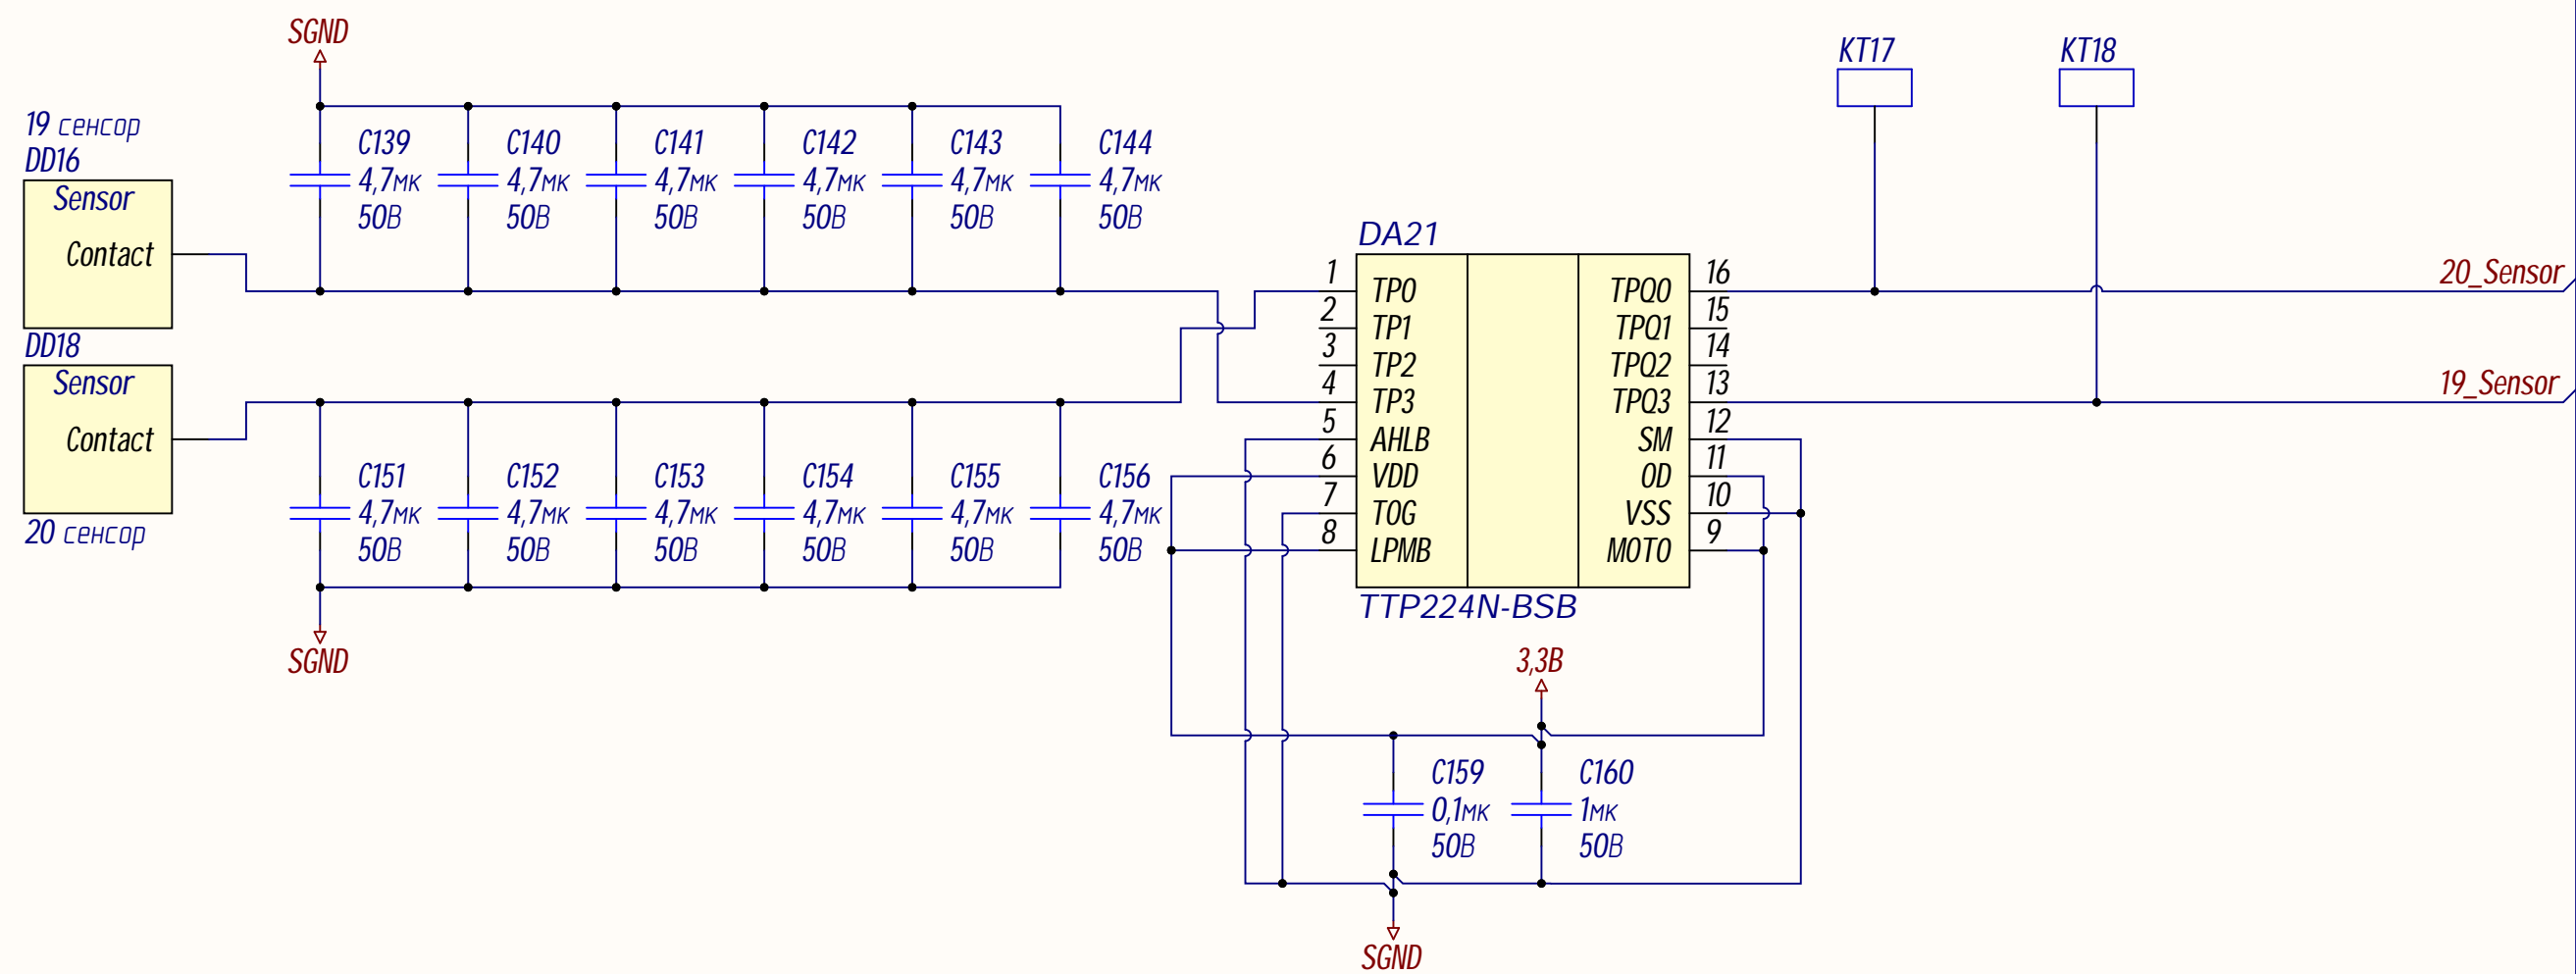 SGND
19 сенсор
DD16
Sensor
Contact
C139
4,7мк
50В
C140
4,7мк
50В
C141
4,7мк
50В
C142
4,7мк
50В
C143
4,7мк
50В
C144
4,7мк
50В
DD18
Sensor
Contact
20 сенсор
C151
4,7мк
50В
C152
4,7мк
50В
C153
4,7мк
50В
C154
4,7мк
50В
C155
4,7мк
50В
C156
4,7мк
50В
SGND
DA21
1 TP0 TPQ0 16
2 TP1 TPQ1 15
3 TP2 TPQ2 14
4 TP3 TPQ3 13
5 AHLB SM 12
6 VDD OD 11
7 TOG VSS 10
8 LPMB MOTO 9
TTP224N-BSB
KT17
KT18
20_Sensor
19_Sensor
3,3В
C159
0,1мк
50В
C160
1мк
50В
SGND